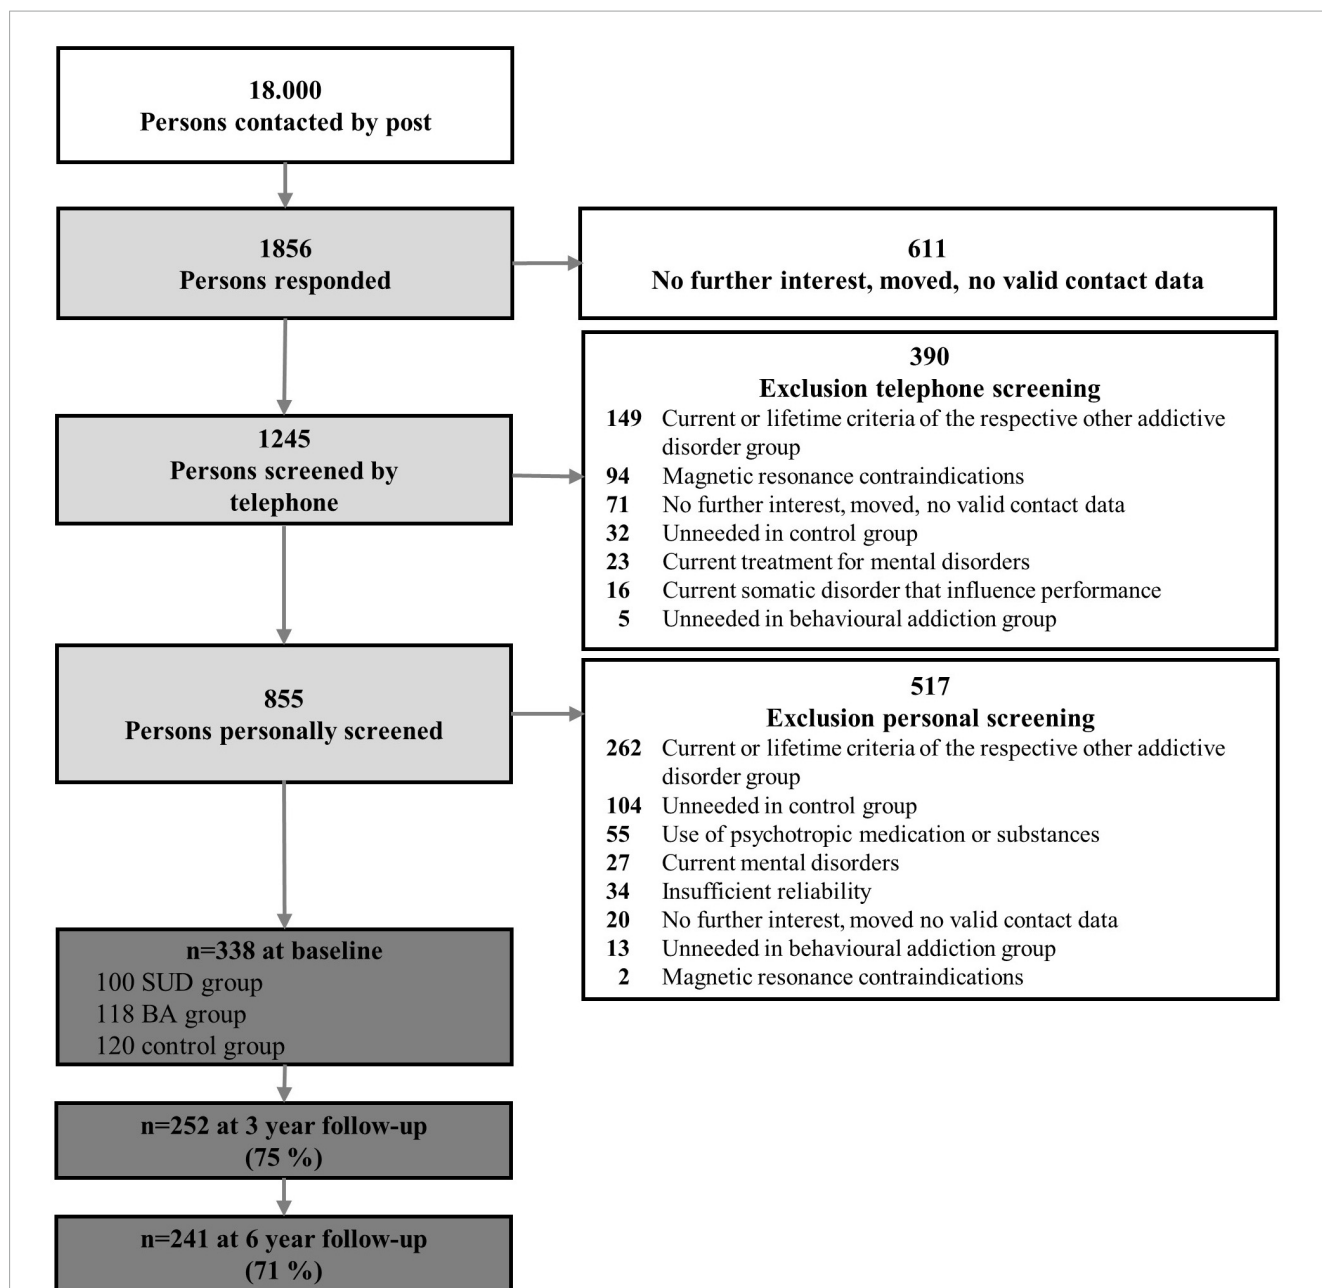 18.000
Persons contacted by post
1856
Persons responded
611
No further interest, moved, no valid contact data
1245
Persons screened by
telephone
390
Exclusion telephone screening
149 Current or lifetime criteria of the respective other addictive
disorder group
94 Magnetic resonance contraindications
71 No further interest, moved, no valid contact data
32 Unneeded in control group
23 Current treatment for mental disorders
16 Current somatic disorder that influence performance
5 Unneeded in behavioural addiction group
855
Persons personally screened
517
Exclusion personal screening
262 Current or lifetime criteria of the respective other addictive
disorder group
104 Unneeded in control group
55 Use of psychotropic medication or substances
27 Current mental disorders
34 Insufficient reliability
20 No further interest, moved no valid contact data
13 Unneeded in behavioural addiction group
2 Magnetic resonance contraindications
n=338 at baseline
100 SUD group
118 BA group
120 control group
n=252 at 3 year follow-up
(75 %)
n=241 at 6 year follow-up
(71 %)